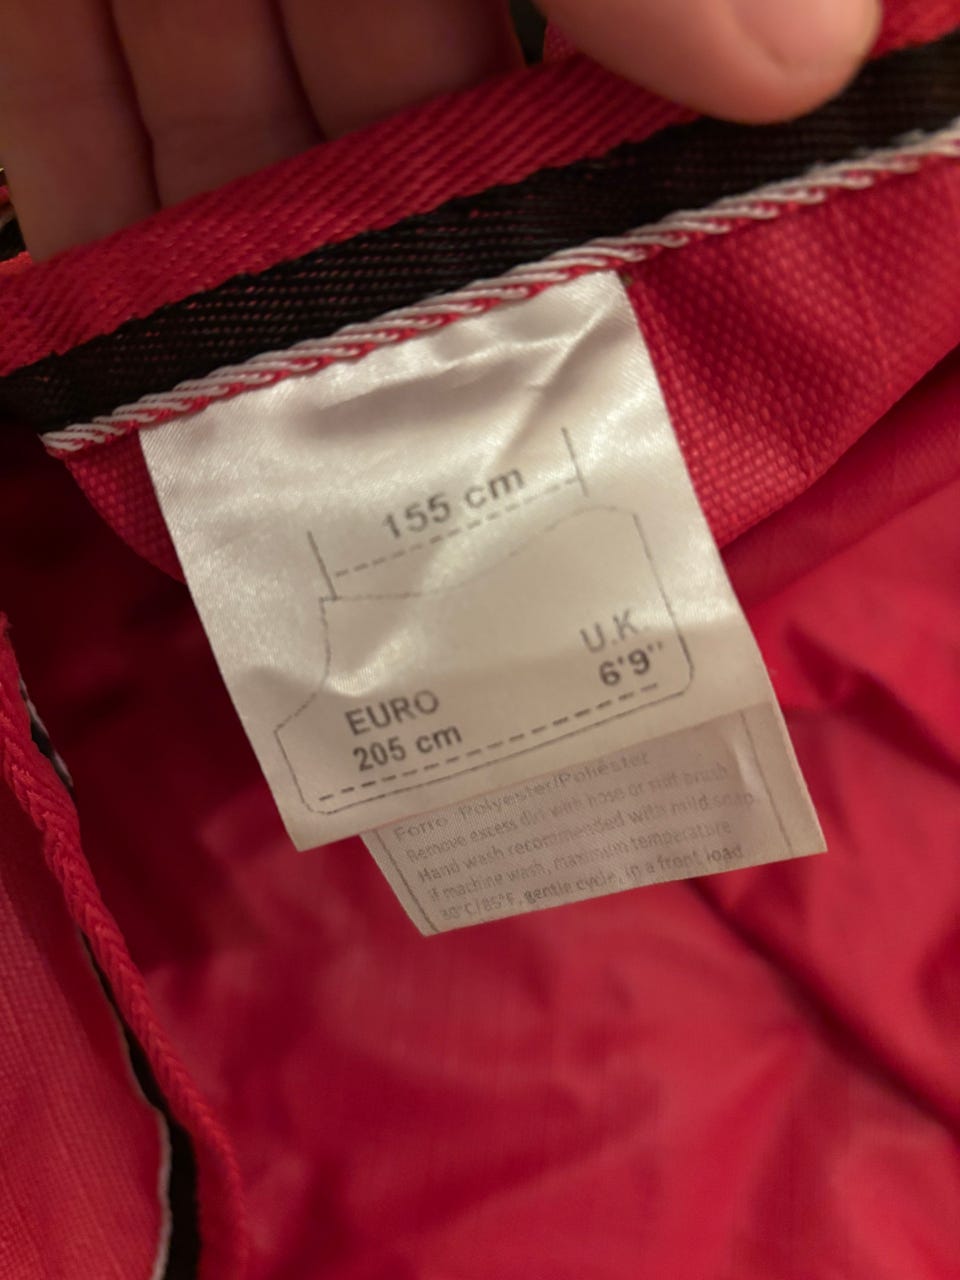 155 cm
U.K.
6'9"
EURO
205 cm
Forro Polyester/Poliéster
Remove excess dirt with hose or stiff brush
Hand wash recommended with mild soap.
If machine wash, maximum temperature
30°C/85°F, gentle cycle, in a front load